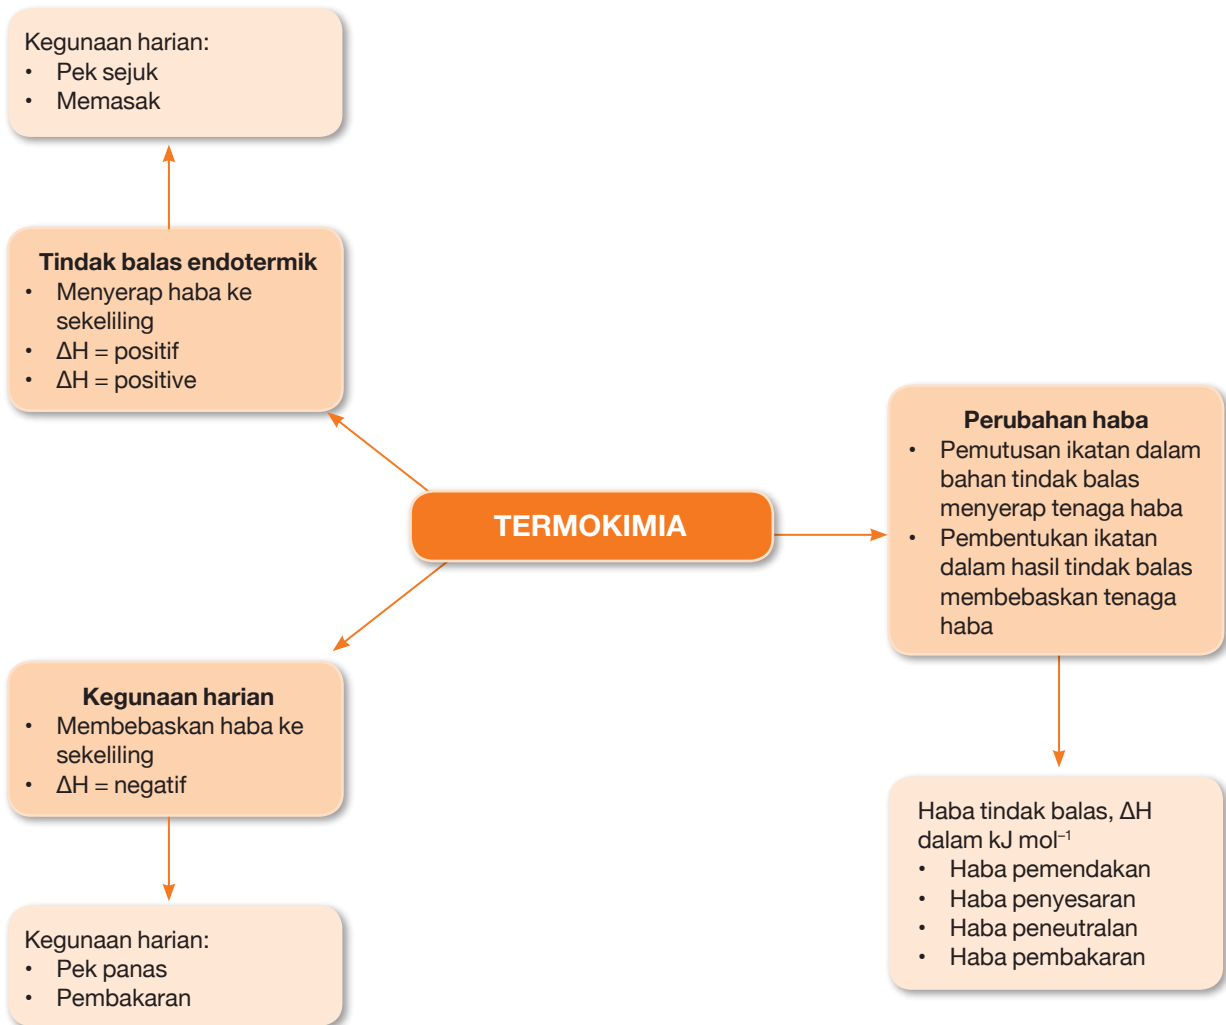 Kegunaan harian:
• Pek sejuk
• Memasak
Tindak balas endotermik
• Menyerap haba ke
sekeliling
• ΔH = positif
• ΔH = positive
TERMOKIMIA
Perubahan haba
• Pemutusan ikatan dalam
bahan tindak balas
menyerap tenaga haba
• Pembentukan ikatan
dalam hasil tindak balas
membebaskan tenaga
haba
Kegunaan harian
• Membebaskan haba ke
sekeliling
• ΔH = negatif
Haba tindak balas, ΔH
dalam kJ mol⁻¹
• Haba pemendakan
• Haba penyesaran
• Haba peneutralan
• Haba pembakaran
Kegunaan harian:
• Pek panas
• Pembakaran